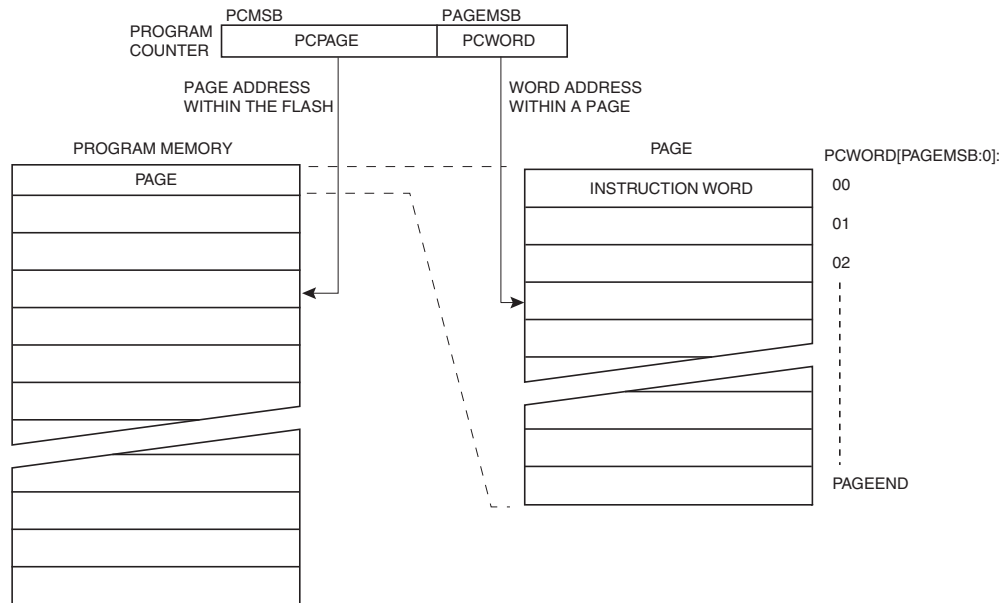 PCMSB
PAGEMSB
PROGRAM
COUNTER
PCPAGE
PCWORD
PAGE ADDRESS
WITHIN THE FLASH
WORD ADDRESS
WITHIN A PAGE
PROGRAM MEMORY
PAGE
PAGE
INSTRUCTION WORD
PCWORD[PAGEMSB:0]:
00
01
02
PAGEEND